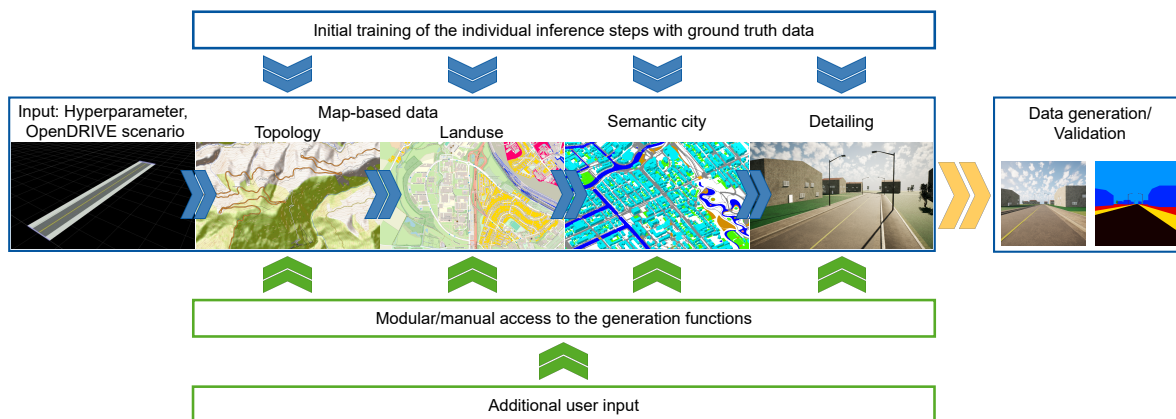 Initial training of the individual inference steps with ground truth data
Input: Hyperparameter,
OpenDRIVE scenario
Map-based data
Topology
Landuse
Semantic city
Detailing
Data generation/
Validation
Modular/manual access to the generation functions
Additional user input